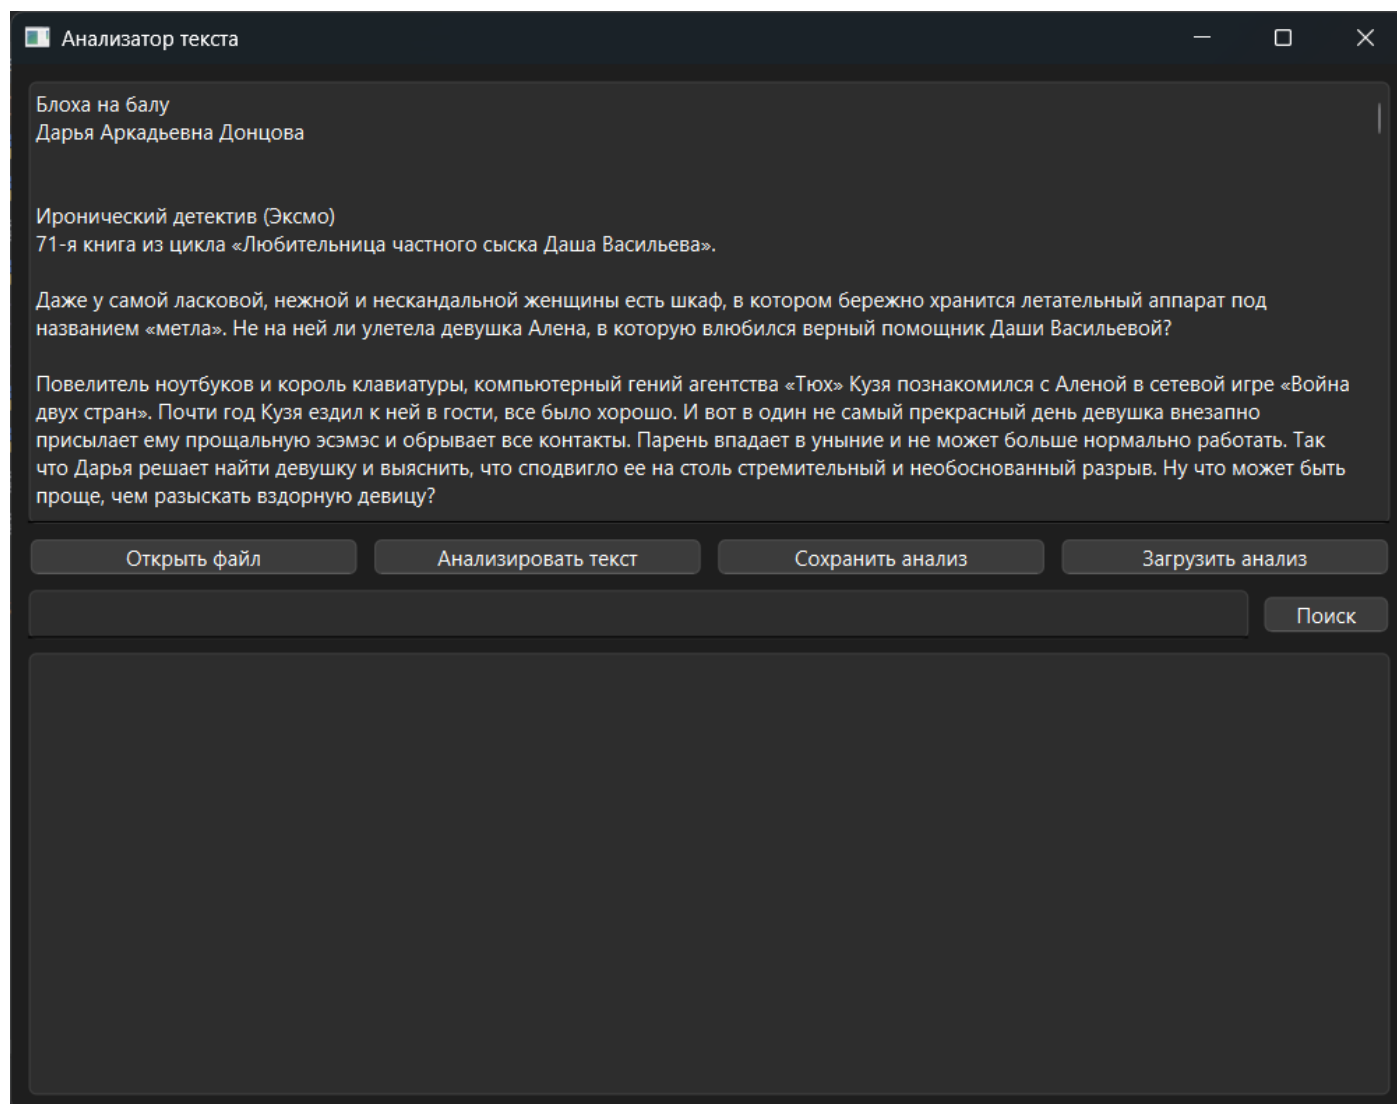 Анализатор текста
Блоха на балу
Дарья Аркадьевна Донцова
Иронический детектив (Эксмо)
71-я книга из цикла «Любительница частного сыска Даша Васильева».
Даже у самой ласковой, нежной и нескандальной женщины есть шкаф, в котором бережно хранится летательный аппарат под
названием «метла». Не на ней ли улетела девушка Алена, в которую влюбился верный помощник Даши Васильевой?
Повелитель ноутбуков и король клавиатуры, компьютерный гений агентства «Тюх» Кузя познакомился с Аленой в сетевой игре «Война
двух стран». Почти год Кузя ездил к ней в гости, все было хорошо. И вот в один не самый прекрасный день девушка внезапно
присылает ему прощальную эсэмэс и обрывает все контакты. Парень впадает в уныние и не может больше нормально работать. Так
что Дарья решает найти девушку и выяснить, что сподвигло ее на столь стремительный и необоснованный разрыв. Ну что может быть
проще, чем разыскать вздорную девицу?
Открыть файл Анализировать текст Сохранить анализ Загрузить анализ
Поиск